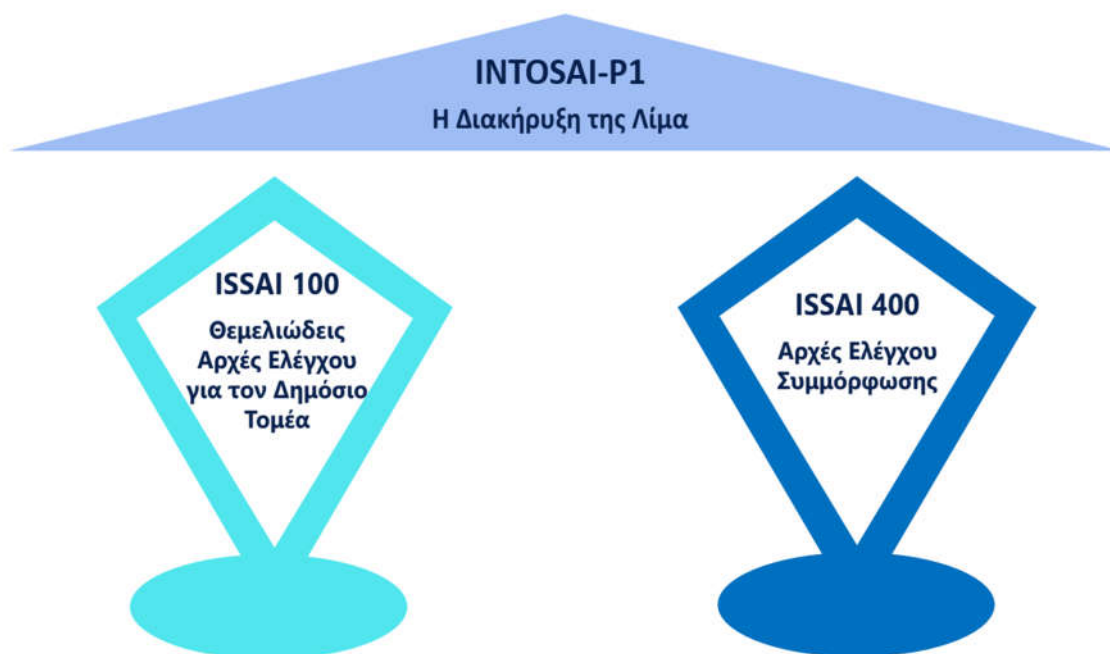 INTOSAI-P1
Η Διακήρυξη της Λίμα
ISSAI 100
Θεμελιώδεις
Αρχές Ελέγχου
για τον Δημόσιο
Τομέα
ISSAI 400
Αρχές Ελέγχου
Συμμόρφωσης